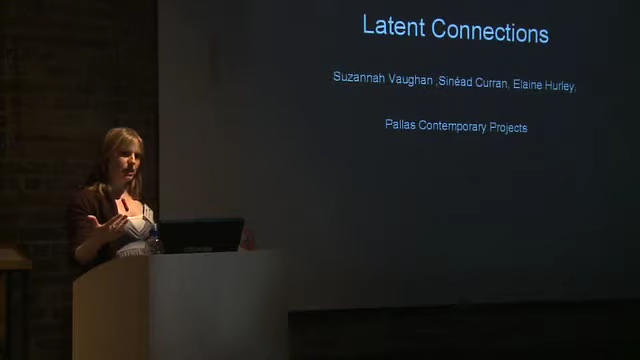 Latent Connections
Suzannah Vaughan ,Sinéad Curran, Elaine Hurley,
Pallas Contemporary Projects